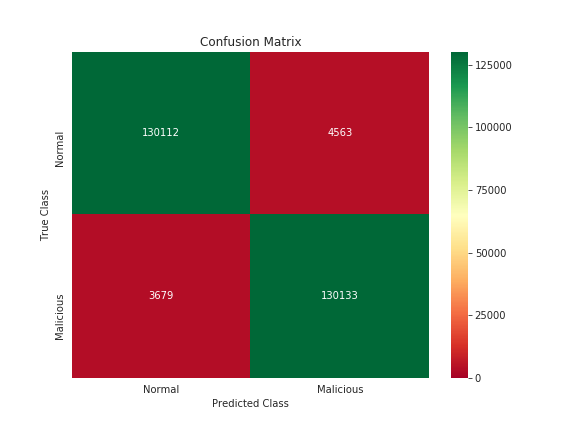 Confusion Matrix
True Class
Normal
130112
4563
Malicious
3679
130133
Normal
Malicious
Predicted Class
125000
100000
75000
50000
25000
0